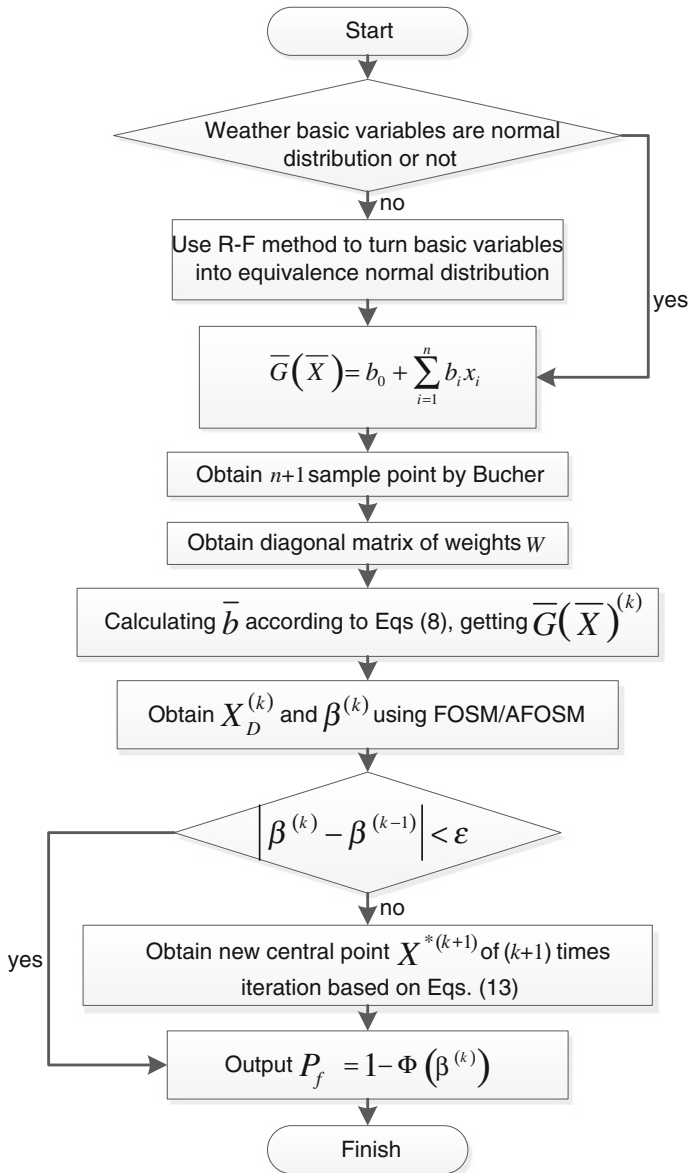 Start
Weather basic variables are normal
distribution or not
no
Use R-F method to turn basic variables
into equivalence normal distribution
yes
G̅(X̅) = b₀ + ∑ⁿᵢ₌₁ bᵢxᵢ
Obtain n+1 sample point by Bucher
Obtain diagonal matrix of weights W
Calculating b̅ according to Eqs (8), getting G̅(X̅)^(k)
Obtain X_D^(k) and β^(k) using FOSM/AFOSM
|β^(k) − β^(k−1)| < ε
no
yes
Obtain new central point X^*(k+1) of (k+1) times
iteration based on Eqs. (13)
Output P_f = 1− Φ (β^(k))
Finish